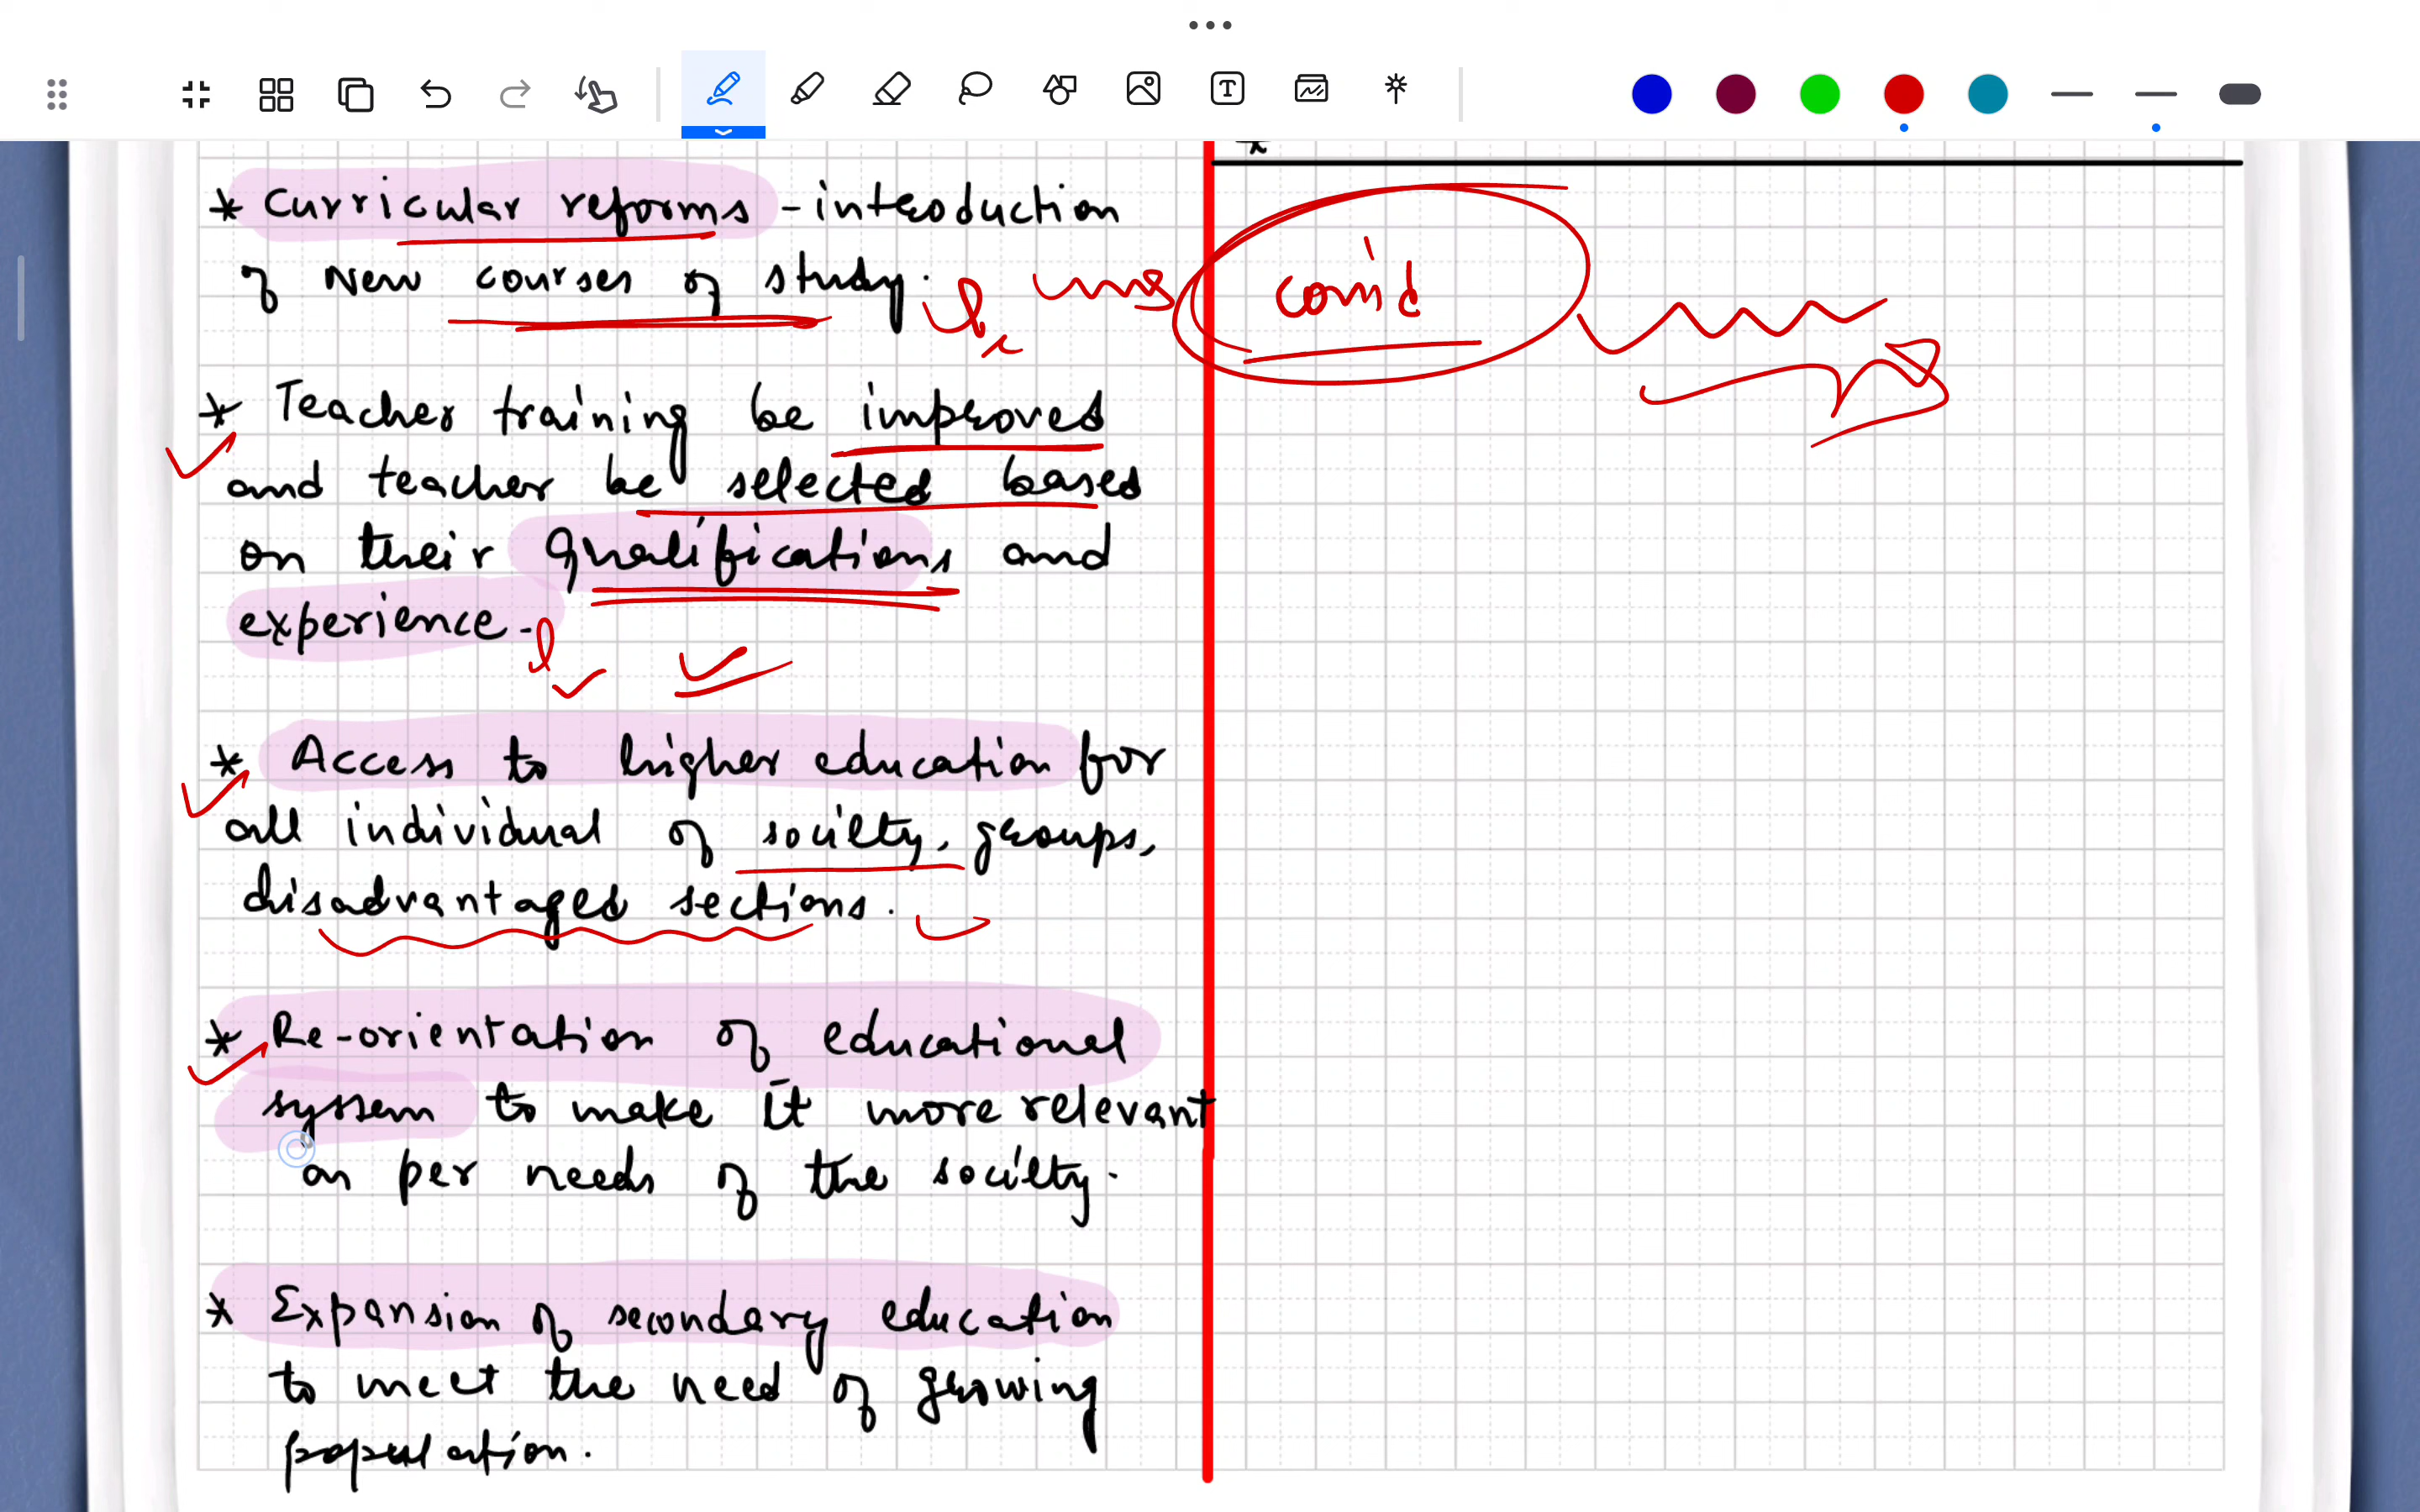 * Curricular reforms - introduction
of New courses of study.
* Teacher training be improved
and teacher be selected based
on their qualifications and
experience.
* Access to higher education for
all individual of society, groups,
disadvantaged sections.
* Re-orientation of educational
system to make it more relevant
as per needs of the society.
* Expansion of secondary education
to meet the need of growing
population.
*
covid